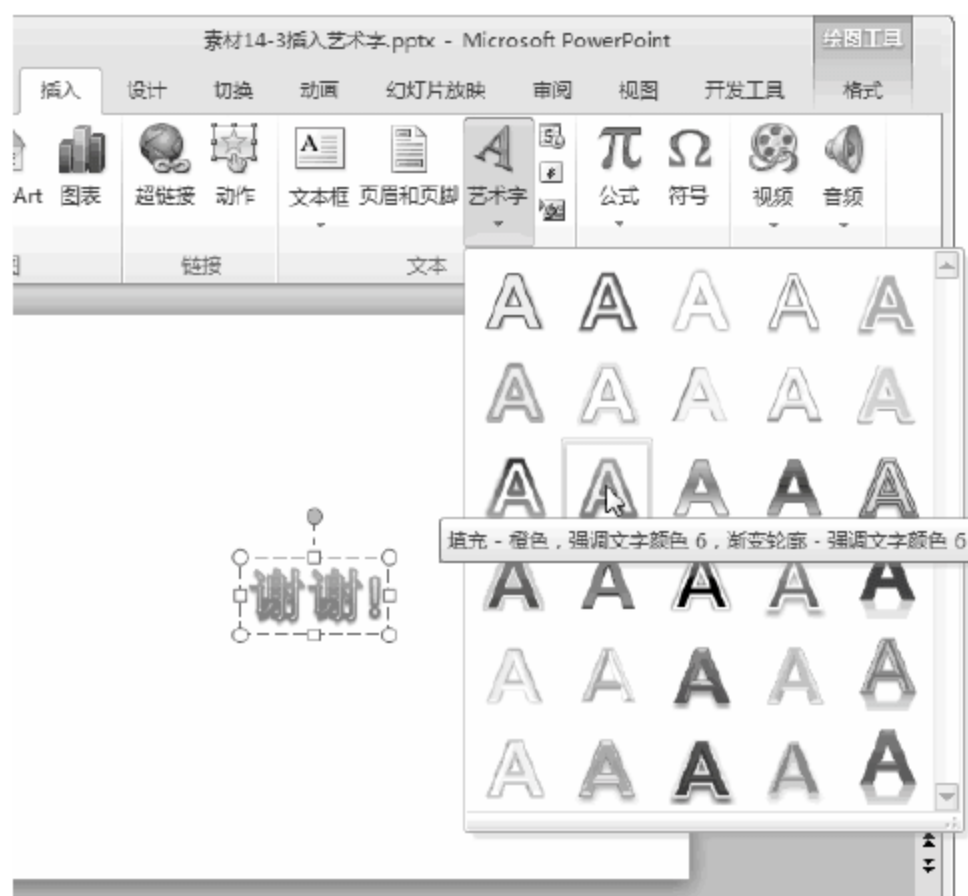 素材14-3插入艺术字.pptx - Microsoft PowerPoint
绘图工具
插入 设计 切换 动画 幻灯片放映 审阅 视图 开发工具 格式
Art 图表 超链接 动作 文本框 页眉和页脚 艺术字 公式 符号 视频 音频
链接 文本
填充 - 橙色，强调文字颜色 6，渐变轮廓 - 强调文字颜色 6
谢谢！